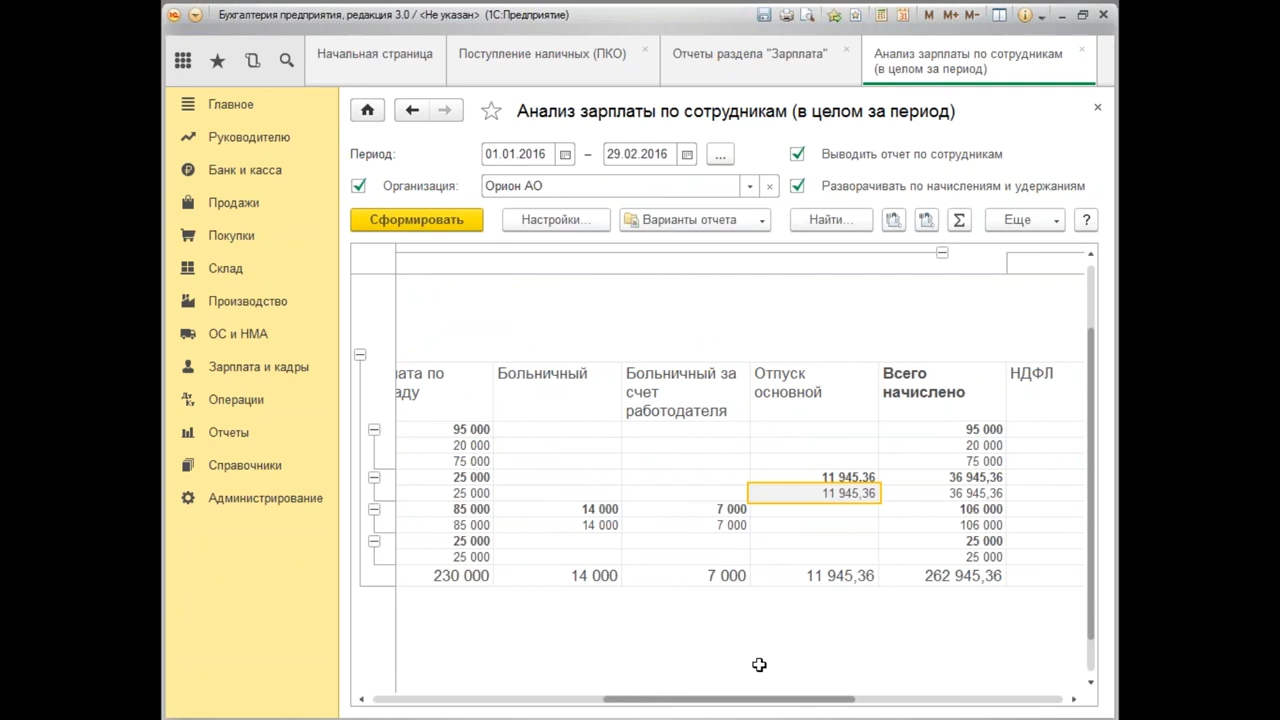 Бухгалтерия предприятия, редакция 3.0 / <Не указан> (1С:Предприятие)
M M+ M-
Начальная страница
Поступление наличных (ПКО)
Отчеты раздела "Зарплата"
Анализ зарплаты по сотрудникам
(в целом за период)
Главное
Руководителю
Банк и касса
Продажи
Покупки
Склад
Производство
ОС и НМА
Зарплата и кадры
Операции
Отчеты
Справочники
Администрирование
Анализ зарплаты по сотрудникам (в целом за период)
Период: 01.01.2016 – 29.02.2016 ... Выводить отчет по сотрудникам
Организация: Орион АО Разворачивать по начислениям и удержаниям
Сформировать Настройки... Варианты отчета Найти... Σ Еще ?
лата по Больничный Больничный за Отпуск Всего НДФЛ
аду счет основной начислено
работодателя
95 000 95 000
20 000 20 000
75 000 75 000
25 000 11 945,36 36 945,36
25 000 11 945,36 36 945,36
85 000 14 000 7 000 106 000
85 000 14 000 7 000 106 000
25 000 25 000
25 000 25 000
230 000 14 000 7 000 11 945,36 262 945,36